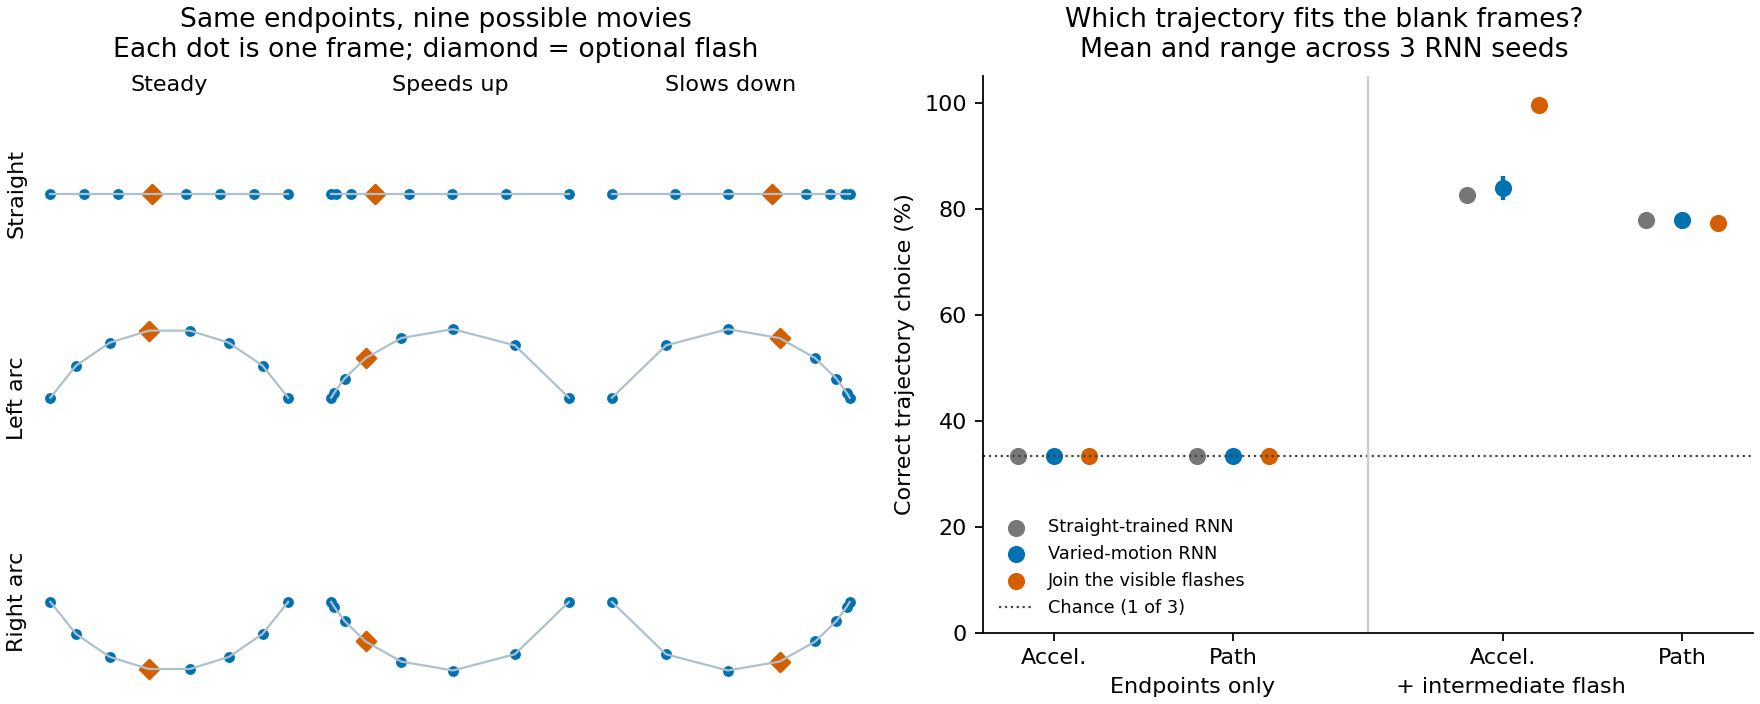 Same endpoints, nine possible movies
Each dot is one frame; diamond = optional flash
Steady
Speeds up
Slows down
Straight
Left arc
Right arc
Which trajectory fits the blank frames?
Mean and range across 3 RNN seeds
Correct trajectory choice (%)
100
80
60
40
20
0
Straight-trained RNN
Varied-motion RNN
Join the visible flashes
Chance (1 of 3)
Accel.
Path
Accel.
Path
Endpoints only
+ intermediate flash